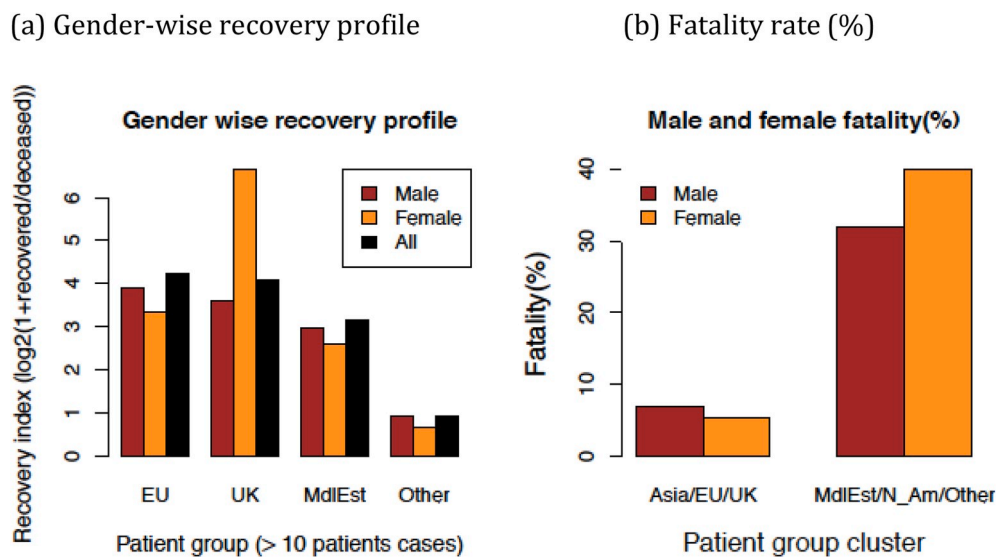 (a) Gender-wise recovery profile
Gender wise recovery profile
Recovery index (log2(1+recovered/deceased))
6
5
4
3
2
1
0
Male
Female
All
EU UK MdlEst Other
Patient group (> 10 patients cases)
(b) Fatality rate (%)
Male and female fatality(%)
Fatality(%)
40
30
20
10
0
Male
Female
Asia/EU/UK MdlEst/N_Am/Other
Patient group cluster